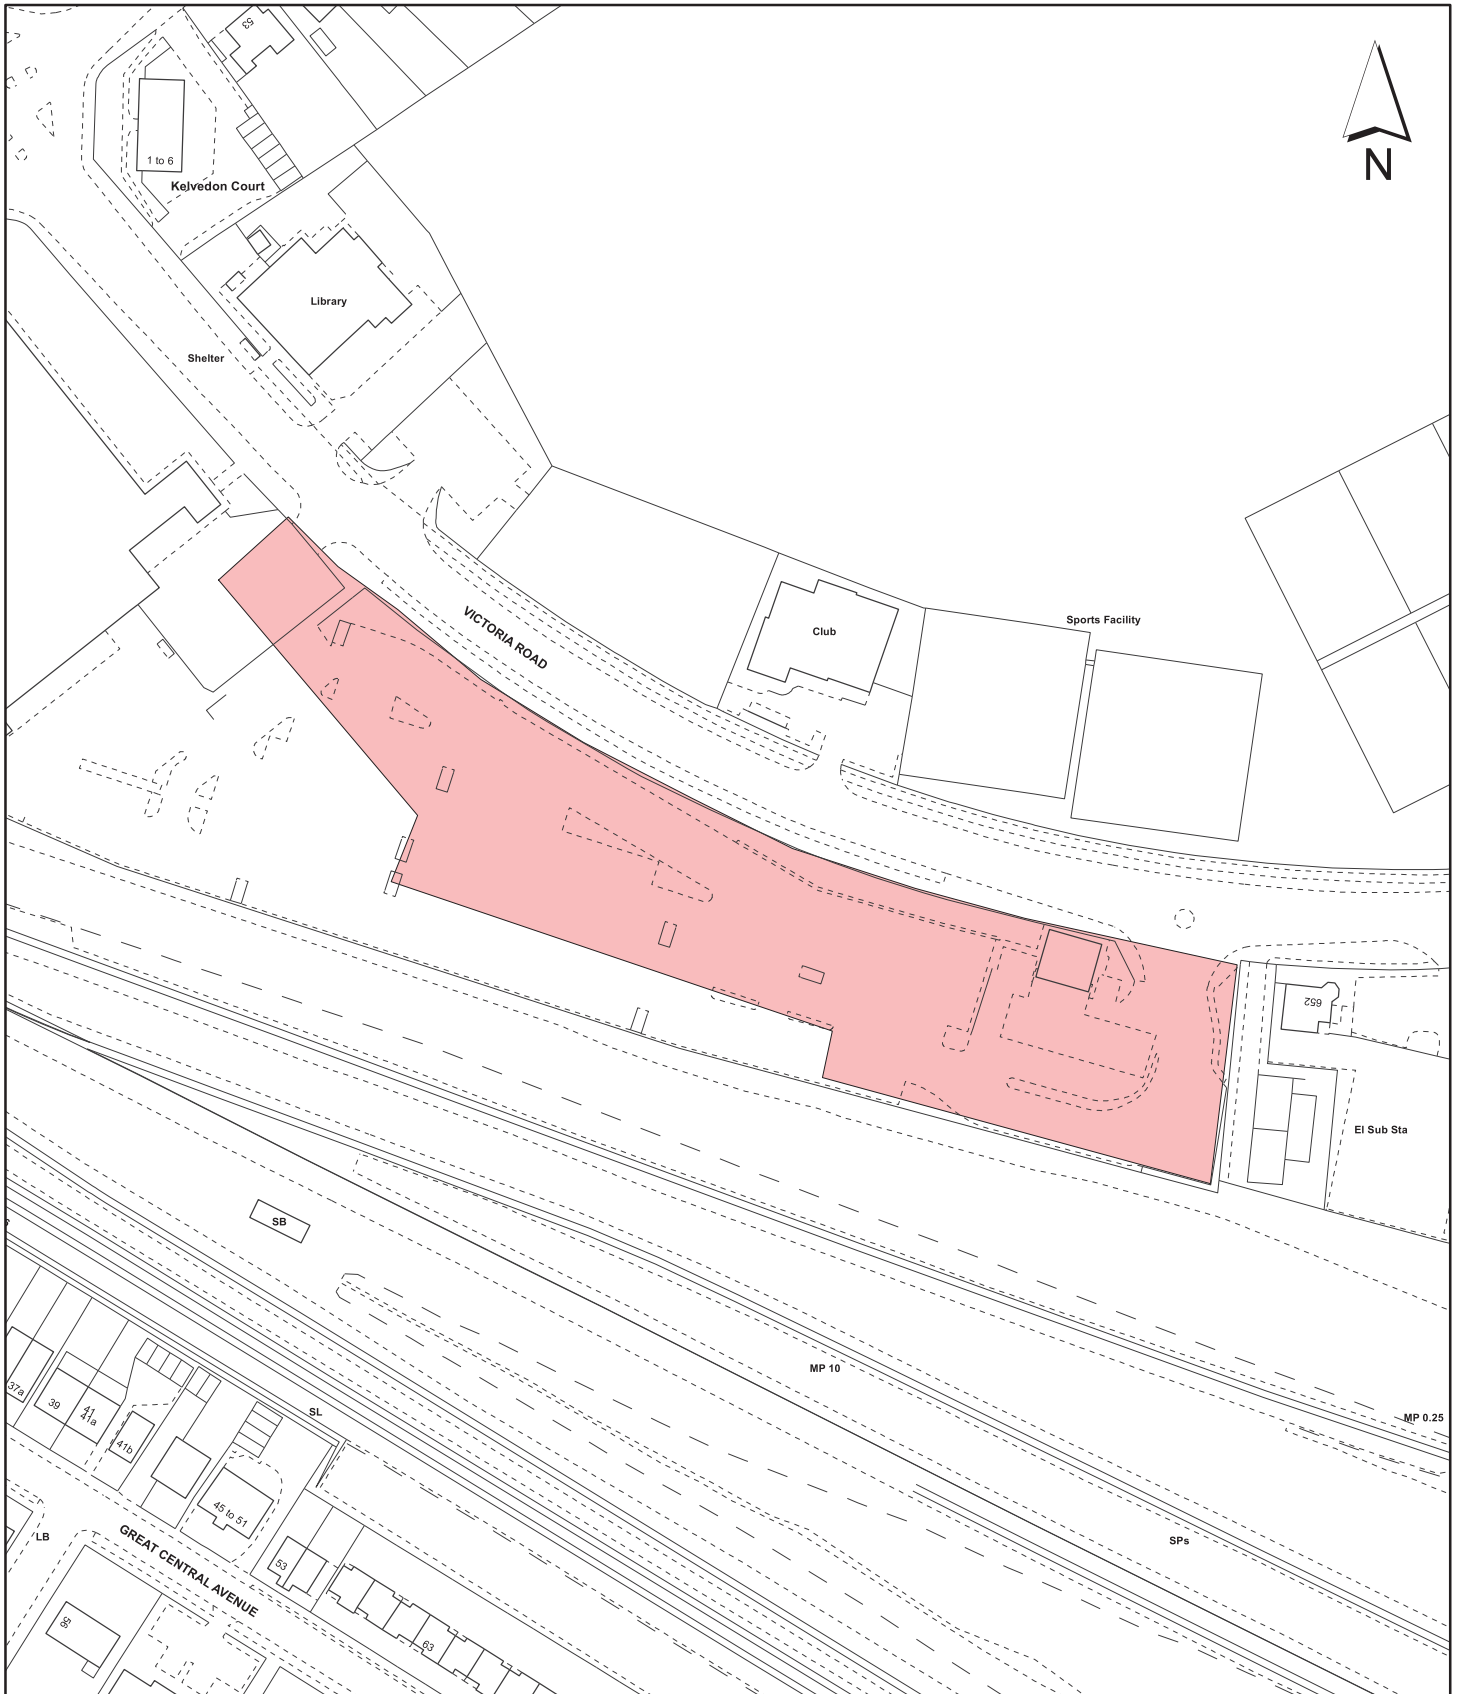 53
N
1 to 6
Kelvedon Court
Library
Shelter
VICTORIA ROAD
Club
Sports Facility
652
El Sub Sta
SB
MP 10
MP 0.25
SL
37a
39
41
41a
41b
45 to 51
SPs
LB
GREAT CENTRAL AVENUE
53
63